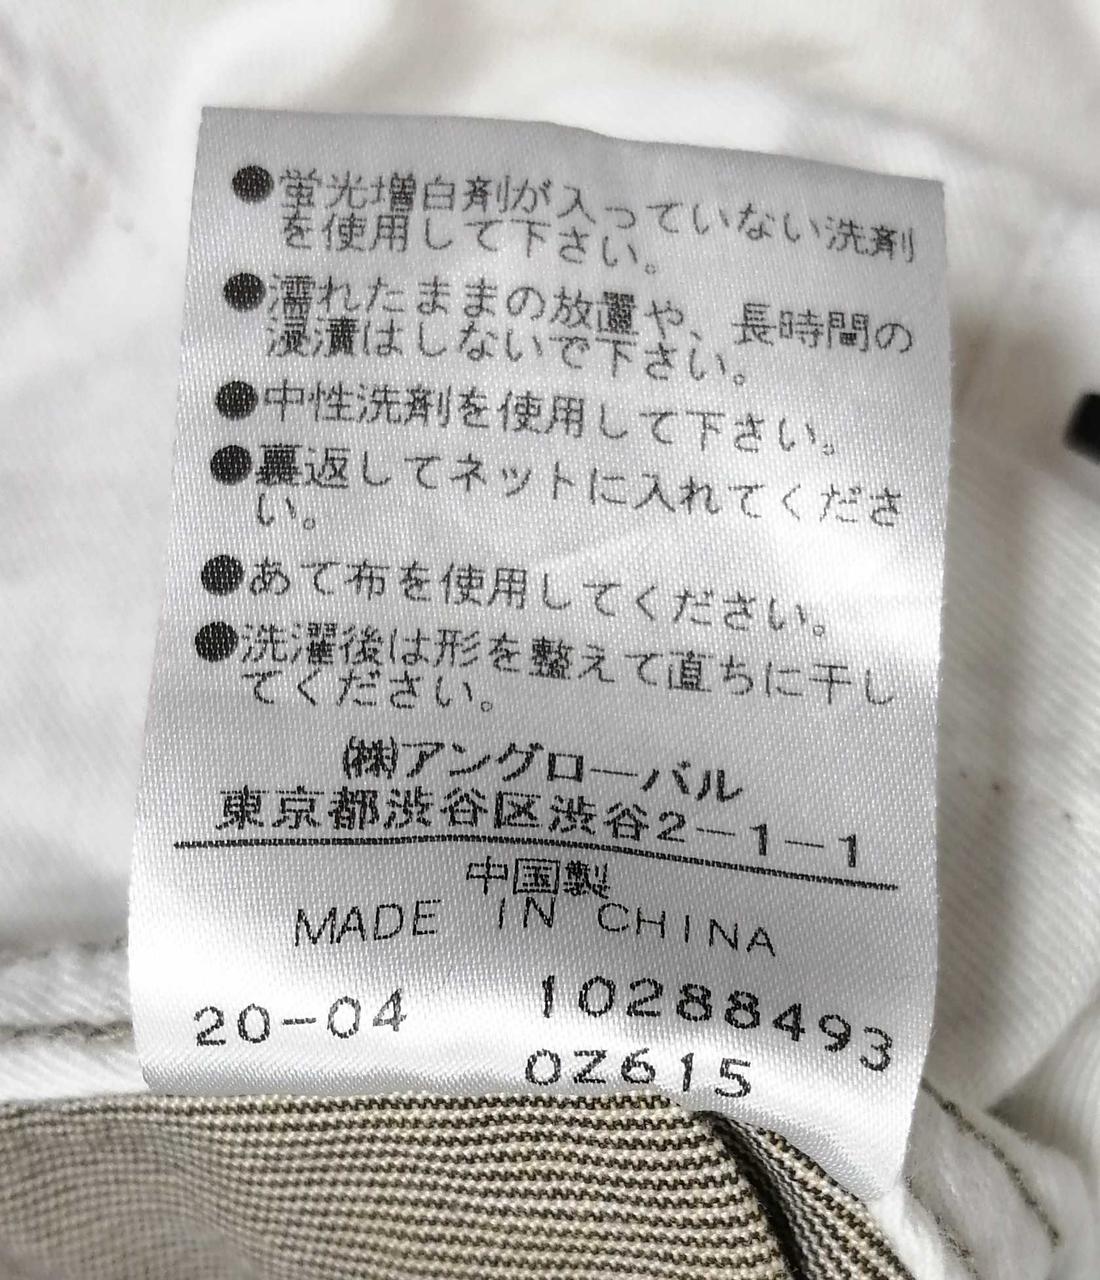 ●蛍光増白剤が入っていない洗剤
を使用して下さい。
●濡れたままの放置や、長時間の
浸漬はしないで下さい。
●中性洗剤を使用して下さい。
●裏返してネットに入れてくださ
い。
●あて布を使用してください。
●洗濯後は形を整えて直ちに干し
てください。
㈱アングローバル
東京都渋谷区渋谷2－1－1
中国製
MADE IN CHINA
20-04 10288493
OZ615